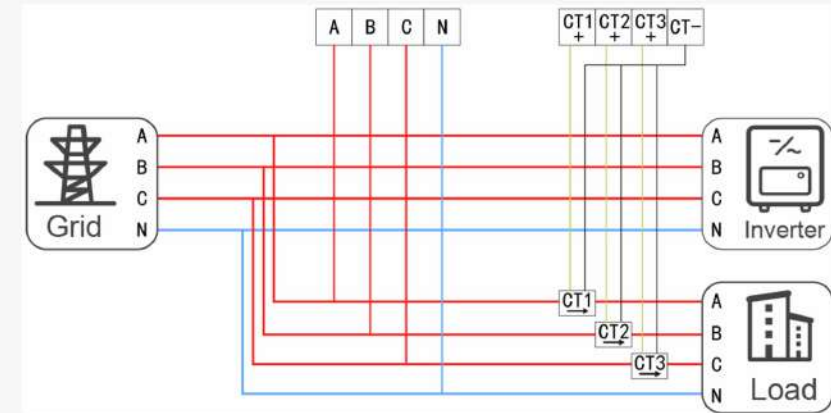 A B C N
CT1+ CT2+ CT3+ CT-
A
B
C
N
Grid
A
B
C
N
Inverter
CT1
CT2
CT3
A
B
C
N
Load